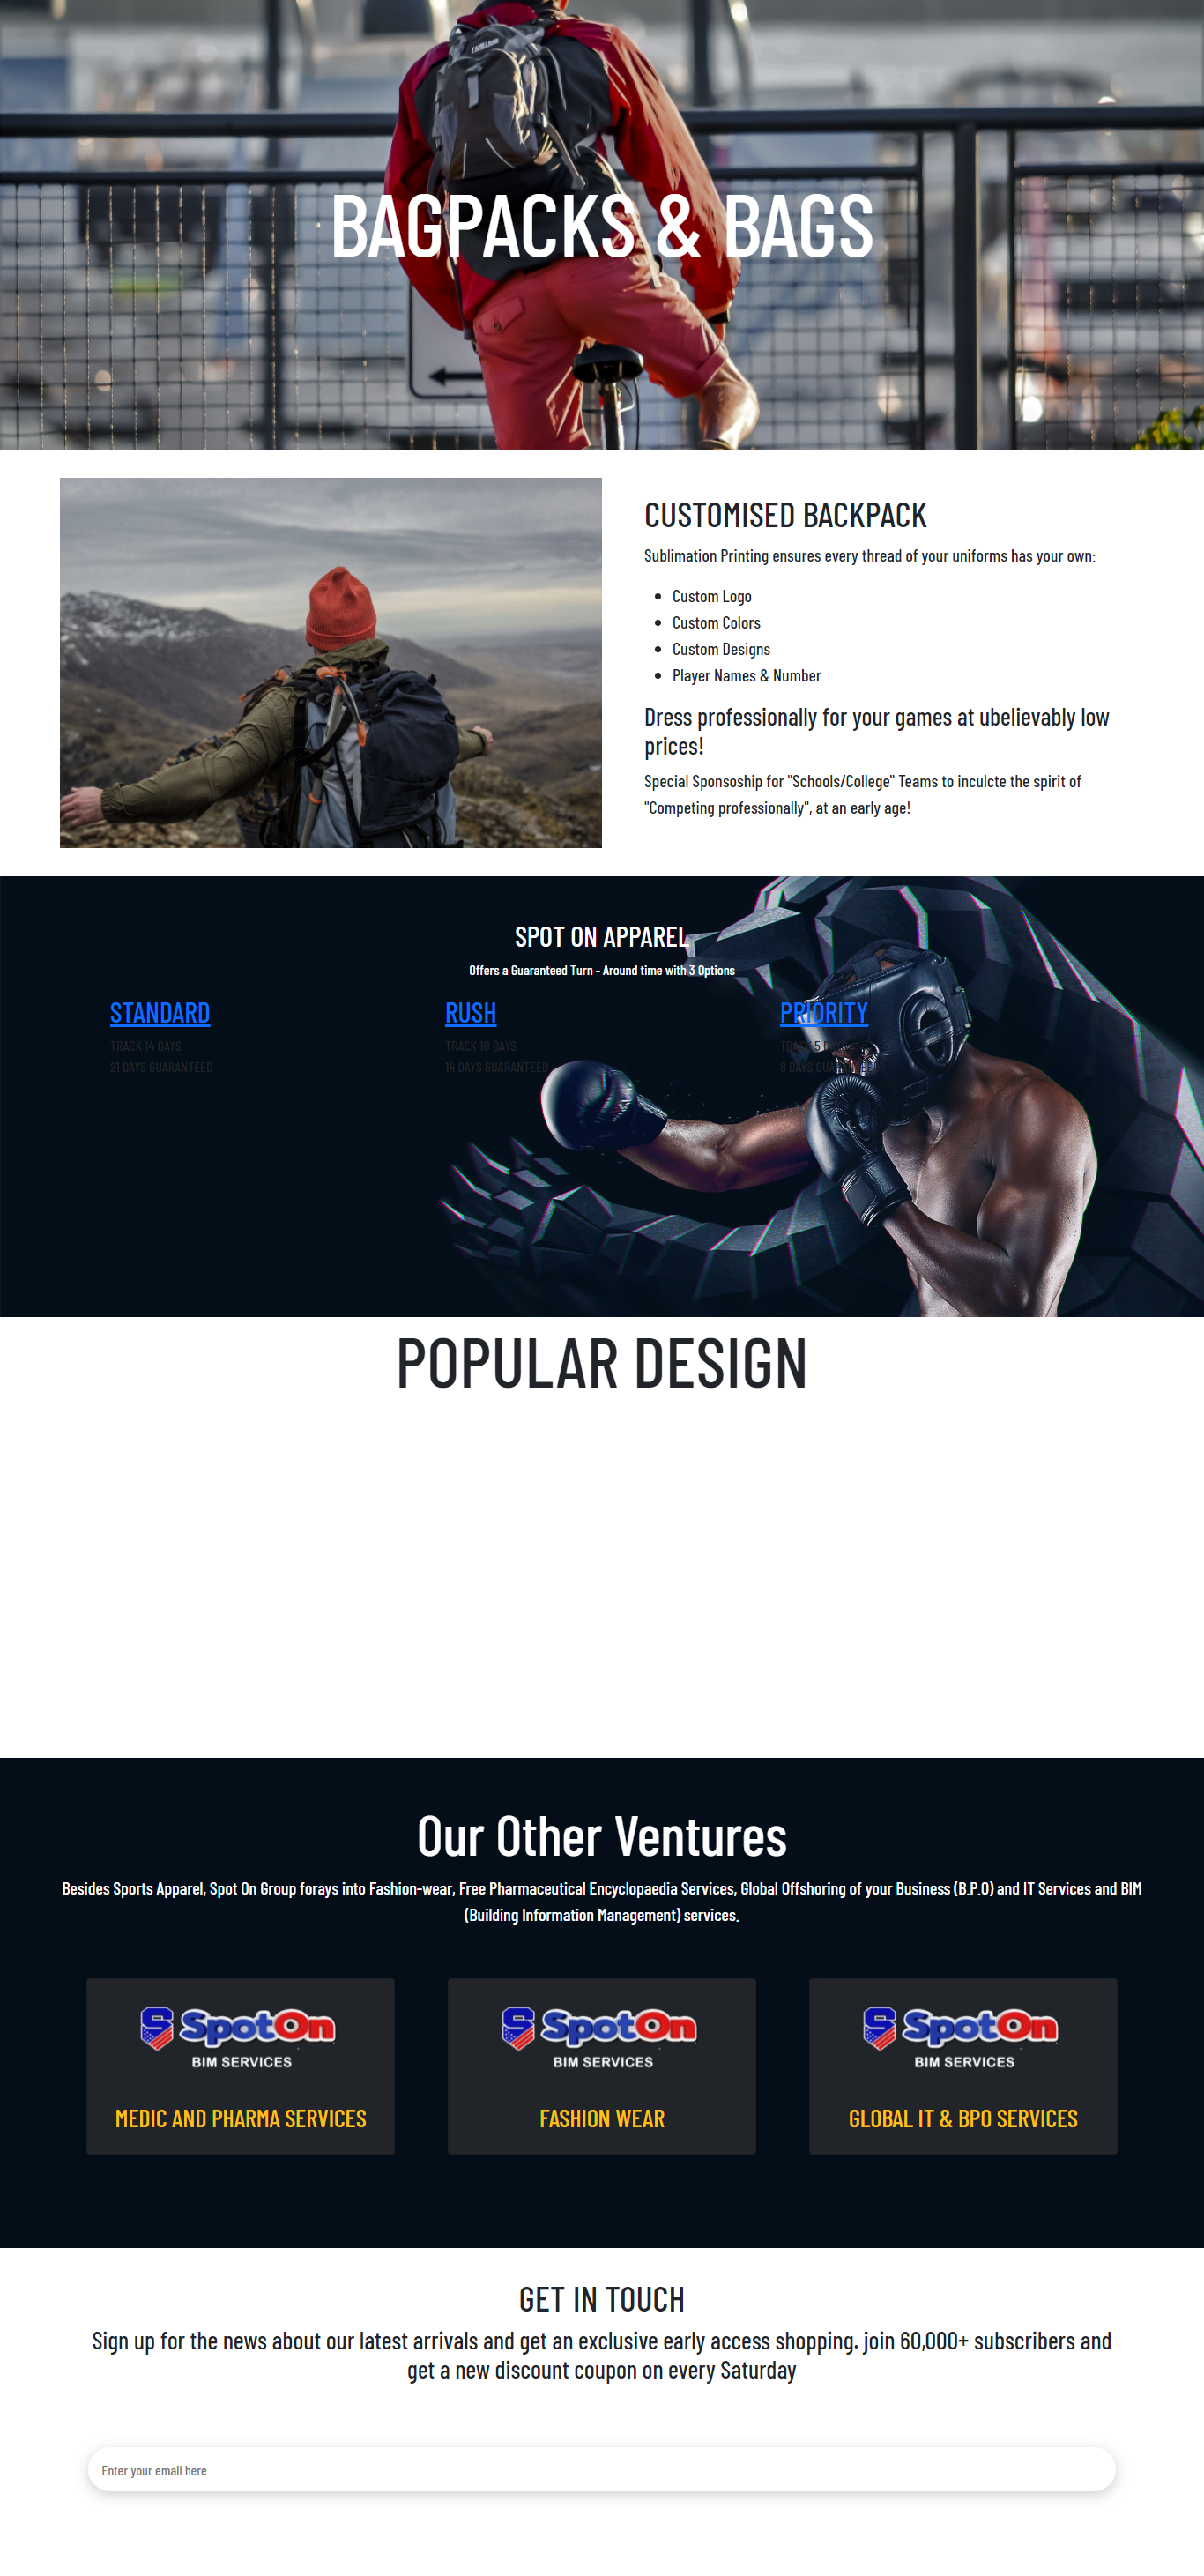 CAMELBAK
BAGPACKS & BAGS
CUSTOMISED BACKPACK
Sublimation Printing ensures every thread of your uniforms has your own:
Custom Logo
Custom Colors
Custom Designs
Player Names & Number
Dress professionally for your games at ubelievably low
prices!
Special Sponsoship for "Schools/College" Teams to inculcte the spirit of
"Competing professionally", at an early age!
SPOT ON APPAREL
Offers a Guaranteed Turn - Around time with 3 Options
STANDARD
TRACK 14 DAYS
21 DAYS GUARANTEED
RUSH
TRACK 10 DAYS
14 DAYS GUARANTEED
PRIORITY
TRACK 5 DAYS
8 DAYS GUARANTEED
POPULAR DESIGN
Our Other Ventures
Besides Sports Apparel, Spot On Group forays into Fashion-wear, Free Pharmaceutical Encyclopaedia Services, Global Offshoring of your Business (B.P.O) and IT Services and BIM
(Building Information Management) services.
S SpotOn
BIM SERVICES
MEDIC AND PHARMA SERVICES
S SpotOn
BIM SERVICES
FASHION WEAR
S SpotOn
BIM SERVICES
GLOBAL IT & BPO SERVICES
GET IN TOUCH
Sign up for the news about our latest arrivals and get an exclusive early access shopping. join 60,000+ subscribers and
get a new discount coupon on every Saturday
Enter your email here